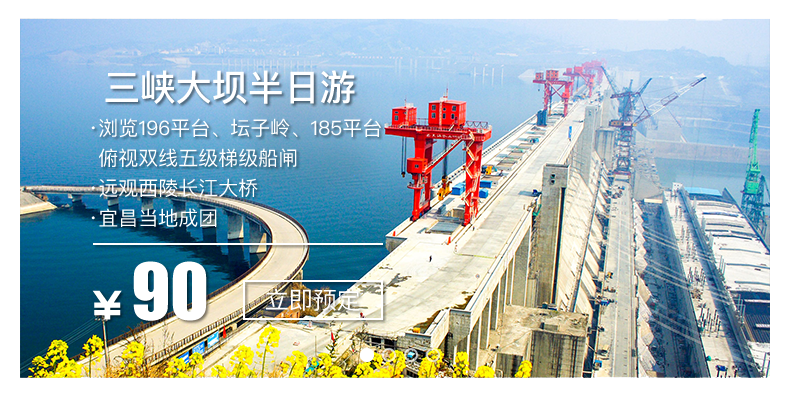 三峡大坝半日游
·浏览196平台、坛子岭、185平台
俯视双线五级梯级船闸
远观西陵长江大桥
·宜昌当地成团
¥ 90
立即预定